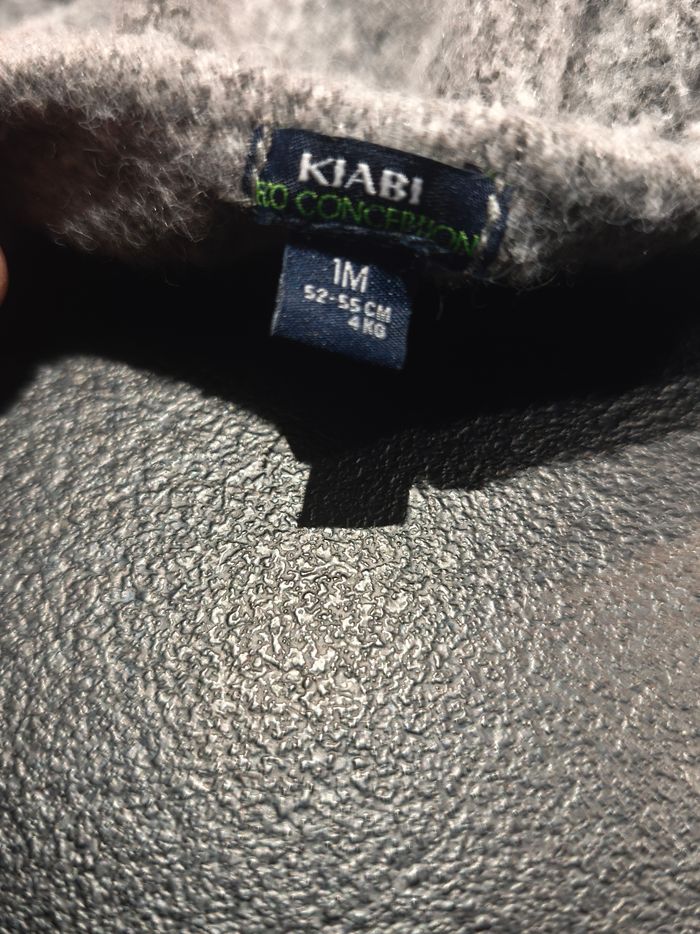 KIABI
RO CONCEPTION
1M
52-55 CM
4 KG